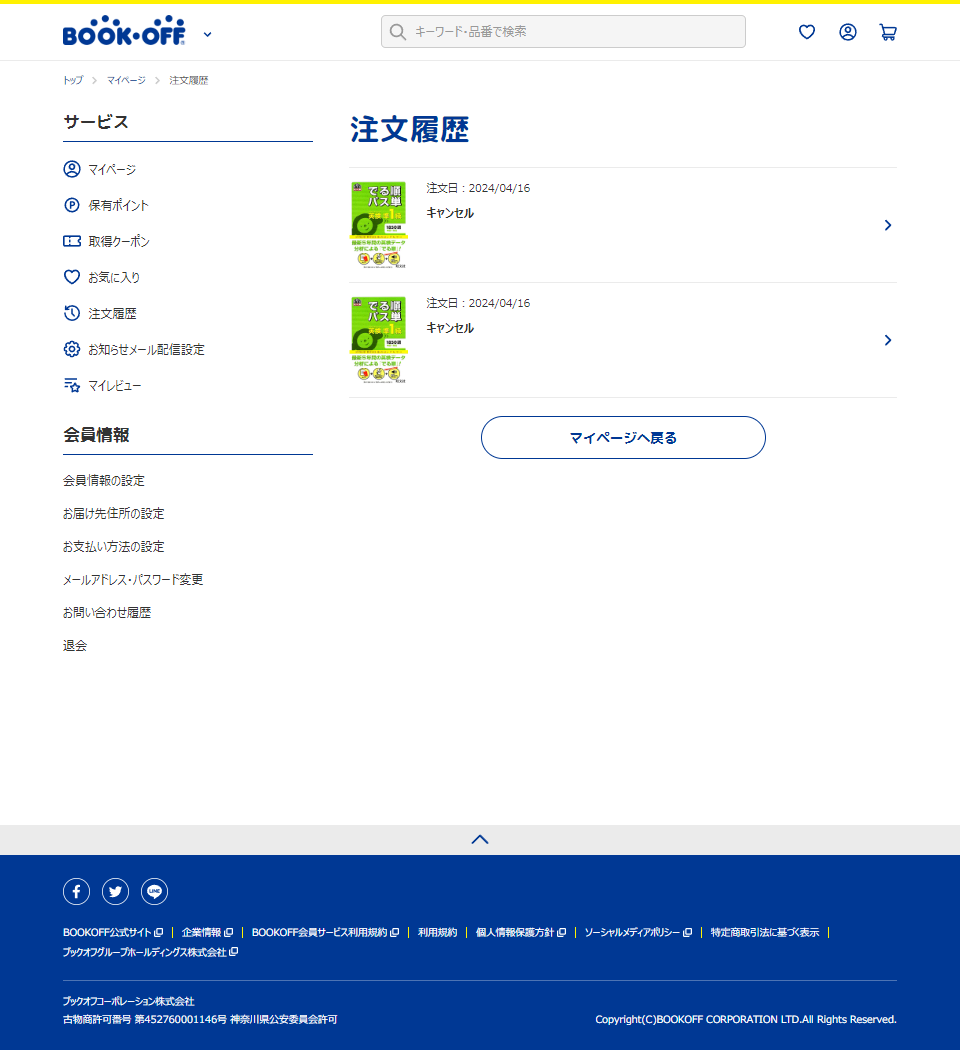 BOOK・OFF
キーワード・品番で検索
トップ
マイページ
注文履歴
サービス
マイページ
保有ポイント
取得クーポン
お気に入り
注文履歴
お知らせメール配信設定
マイレビュー
会員情報
会員情報の設定
お届け先住所の設定
お支払い方法の設定
メールアドレス・パスワード変更
お問い合わせ履歴
退会
注文履歴
でる順
パス単
英検準1級
注文日 : 2024/04/16
キャンセル
でる順
パス単
英検準1級
注文日 : 2024/04/16
キャンセル
マイページへ戻る
LINE
BOOKOFF公式サイト 企業情報 BOOKOFF会員サービス利用規約 利用規約 個人情報保護方針 ソーシャルメディアポリシー 特定商取引法に基づく表示
ブックオフグループホールディングス株式会社
ブックオフコーポレーション株式会社
古物商許可番号 第452760001146号 神奈川県公安委員会許可
Copyright(C)BOOKOFF CORPORATION LTD.All Rights Reserved.